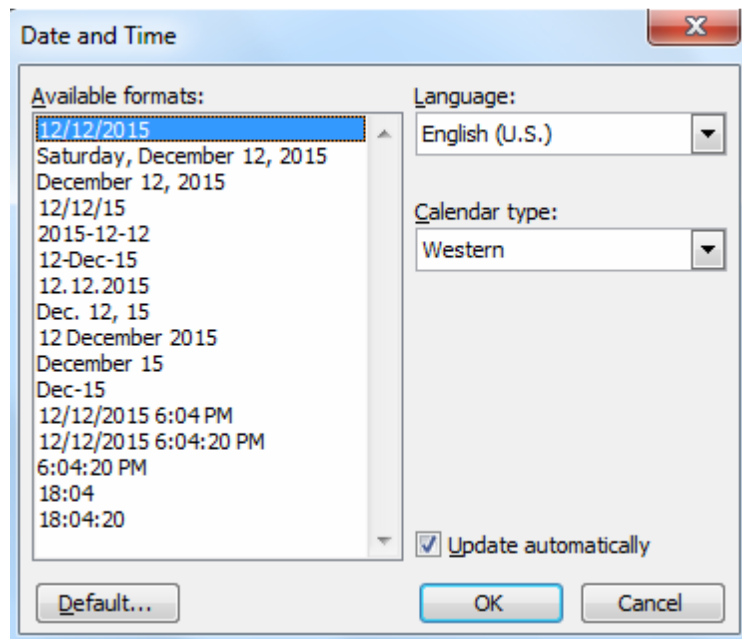 Date and Time
Available formats:
12/12/2015
Saturday, December 12, 2015
December 12, 2015
12/12/15
2015-12-12
12-Dec-15
12.12.2015
Dec. 12, 15
12 December 2015
December 15
Dec-15
12/12/2015 6:04 PM
12/12/2015 6:04:20 PM
6:04:20 PM
18:04
18:04:20
Language:
English (U.S.)
Calendar type:
Western
Update automatically
Default...
OK
Cancel